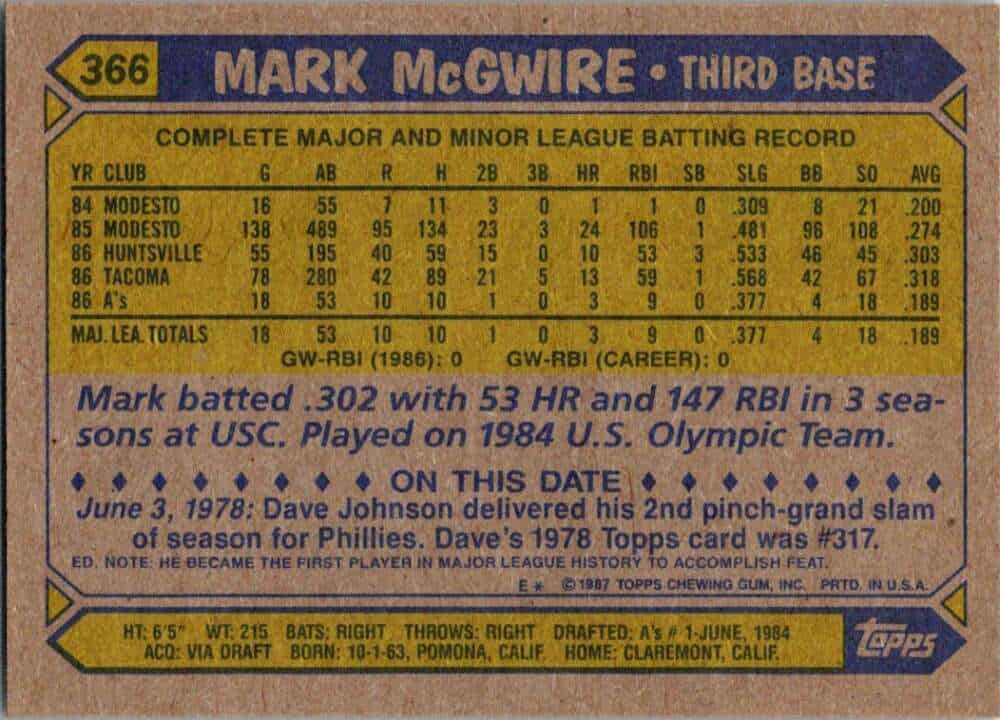 366 MARK McGWIRE • THIRD BASE
COMPLETE MAJOR AND MINOR LEAGUE BATTING RECORD
YR CLUB G AB R H 2B 3B HR RBI SB SLG BB SO AVG
84 MODESTO 16 55 7 11 3 0 1 1 0 .309 8 21 .200
85 MODESTO 138 489 95 134 23 3 24 106 1 .481 96 108 .274
86 HUNTSVILLE 55 195 40 59 15 0 10 53 3 .533 46 45 .303
86 TACOMA 78 280 42 89 21 5 13 59 1 .568 42 67 .318
86 A's 18 53 10 10 1 0 3 9 0 .377 4 18 .189
MAJ. LEA. TOTALS 18 53 10 10 1 0 3 9 0 .377 4 18 .189
GW-RBI (1986): 0 GW-RBI (CAREER): 0
Mark batted .302 with 53 HR and 147 RBI in 3 sea-
sons at USC. Played on 1984 U.S. Olympic Team.
ON THIS DATE
June 3, 1978: Dave Johnson delivered his 2nd pinch-grand slam
of season for Phillies. Dave's 1978 Topps card was #317.
ED. NOTE: HE BECAME THE FIRST PLAYER IN MAJOR LEAGUE HISTORY TO ACCOMPLISH FEAT.
E * ©1987 TOPPS CHEWING GUM, INC. PRTD. IN U.S.A.
HT: 6'5" WT: 215 BATS: RIGHT THROWS: RIGHT DRAFTED: A's # 1-JUNE, 1984
ACQ: VIA DRAFT BORN: 10-1-63, POMONA, CALIF. HOME: CLAREMONT, CALIF.
Topps